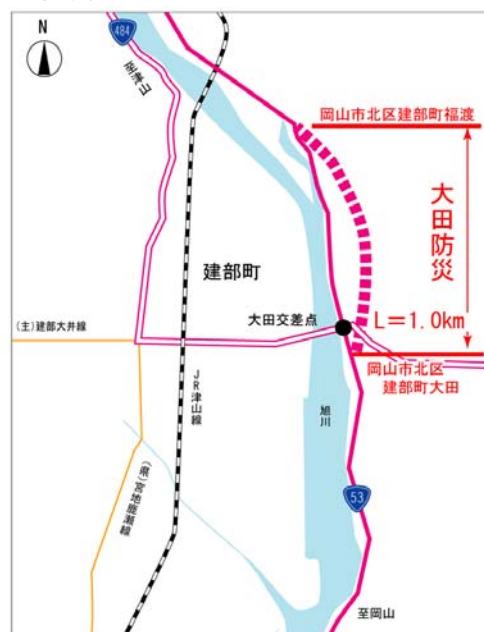 N
484
至津山
岡山市北区建部町福渡
大田防災
建部町
大田交差点
L=1.0km
(主)建部大井線
岡山市北区
建部町大田
JR津山線
旭川
(県)宮地鹿瀬線
53
至岡山